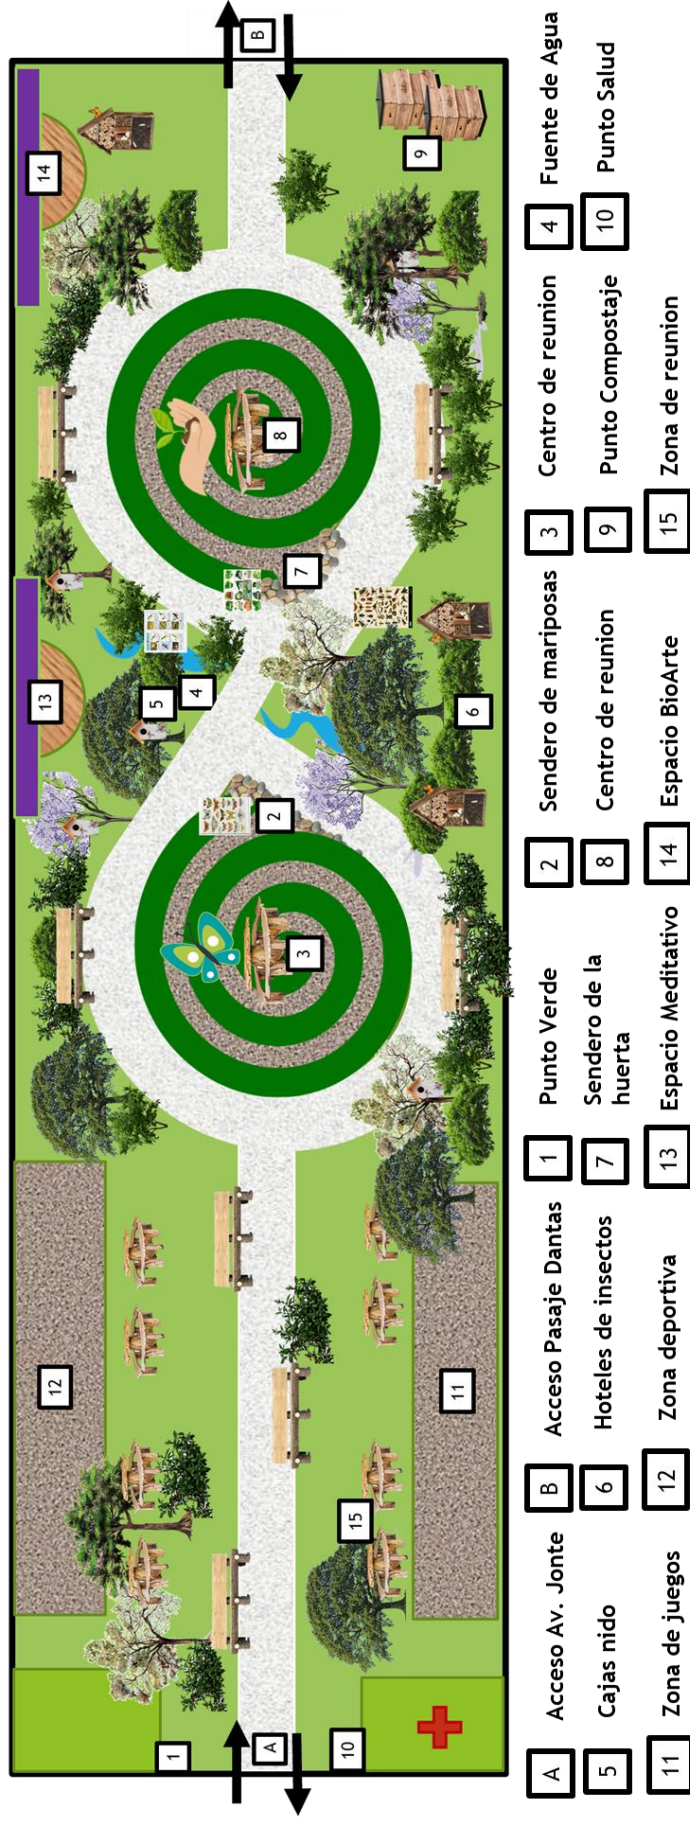 14
13
12
5
1
4
B
A
2
8
7
3
10
15
9
11
6
A Acceso Av. Jonte
B Acceso Pasaje Dantas
1 Punto Verde
2 Sendero de mariposas
3 Centro de reunion
4 Fuente de Agua
5 Cajas nido
6 Hoteles de insectos
7 Sendero de la
huerta
8 Centro de reunion
9 Punto Compostaje
10 Punto Salud
11 Zona de juegos
12 Zona deportiva
13 Espacio Meditativo
14 Espacio BioArte
15 Zona de reunion